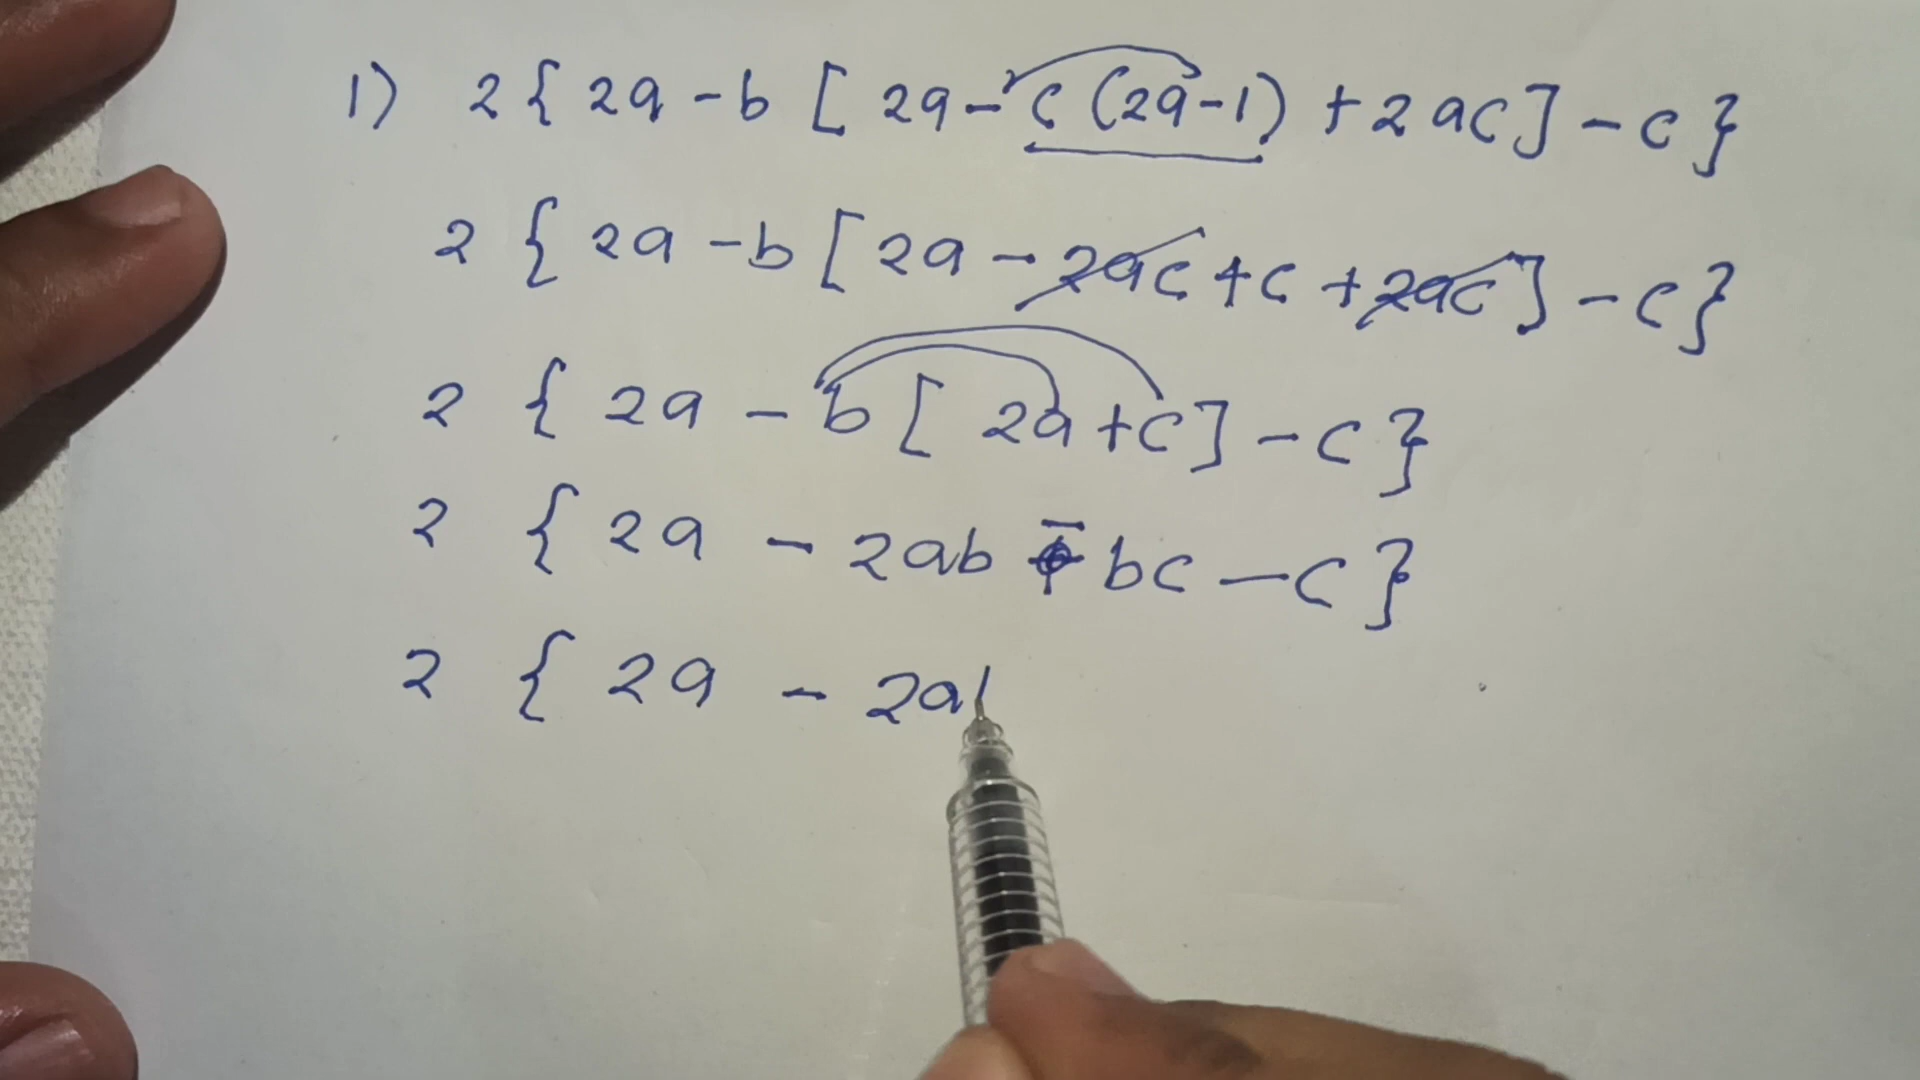 1) 2 { 2a - b [ 2a - c (2a - 1) + 2ac ] - c }
2 { 2a - b [ 2a - 2ac + c + 2ac ] - c }
2 { 2a - b [ 2a + c ] - c }
2 { 2a - 2ab - bc - c }
2 { 2a - 2a